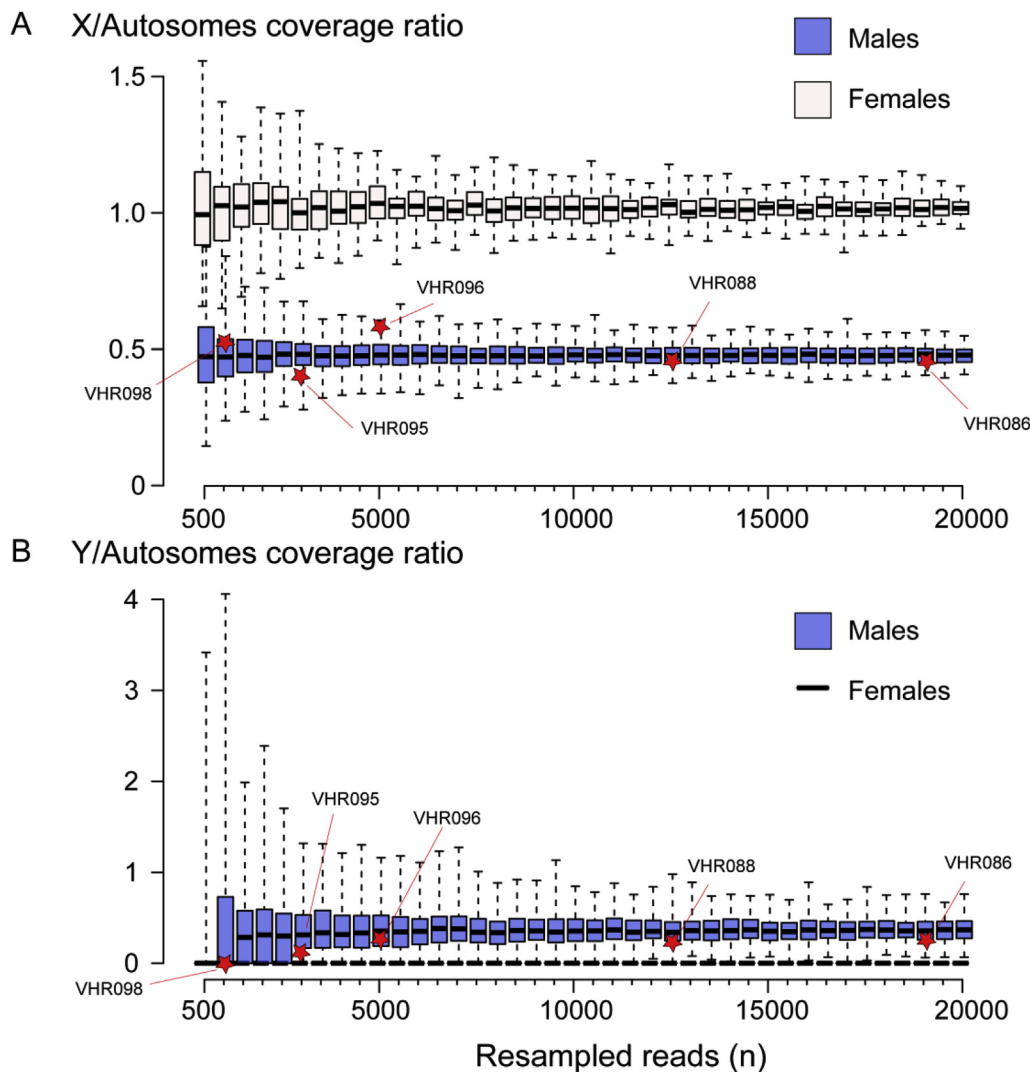 A X/Autosomes coverage ratio
Males
Females
1.5
1.0
0.5
0
VHR096
VHR088
VHR098
VHR095
VHR086
500 5000 10000 15000 20000
B Y/Autosomes coverage ratio
Males
Females
4
3
2
1
0
VHR095
VHR096
VHR088
VHR086
VHR098
500 5000 10000 15000 20000
Resampled reads (n)